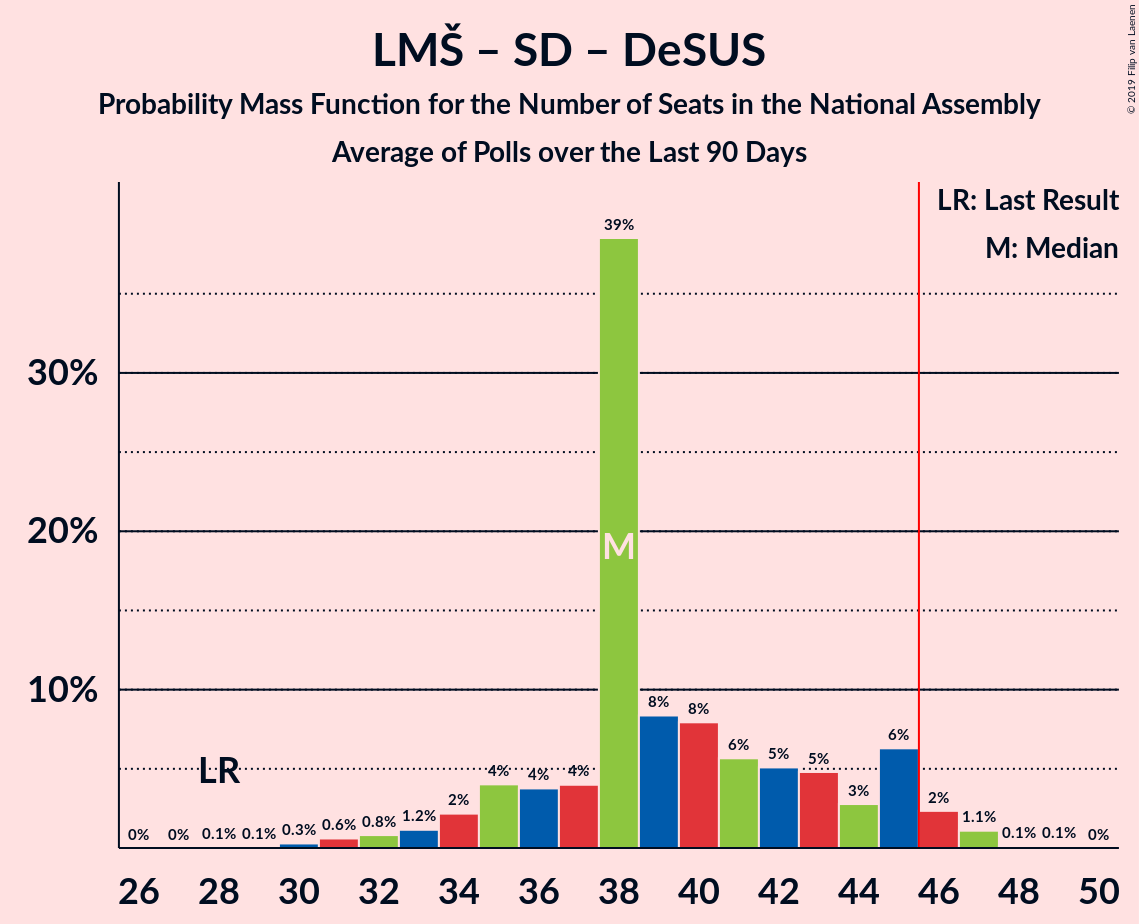 LMŠ – SD – DeSUS
Probability Mass Function for the Number of Seats in the National Assembly
Average of Polls over the Last 90 Days
© 2019 Filip van Laenen
LR: Last Result
M: Median
30%
20%
10%
0% 0% 0.1% 0.1% 0.3% 0.6% 0.8% 1.2% 2% 4% 4% 4% 39% 8% 8% 6% 5% 5% 3% 6% 2% 1.1% 0.1% 0.1% 0%
LR
M
26 28 30 32 34 36 38 40 42 44 46 48 50